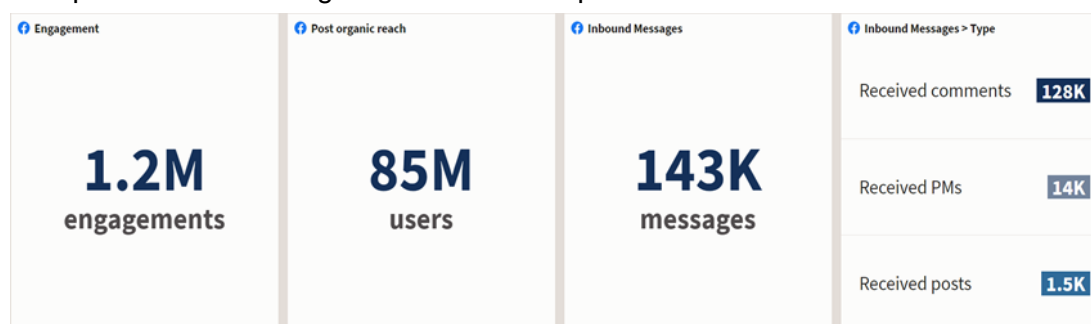 Engagement
1.2M
engagements
Post organic reach
85M
users
Inbound Messages
143K
messages
Inbound Messages > Type
Received comments 128K
Received PMs 14K
Received posts 1.5K